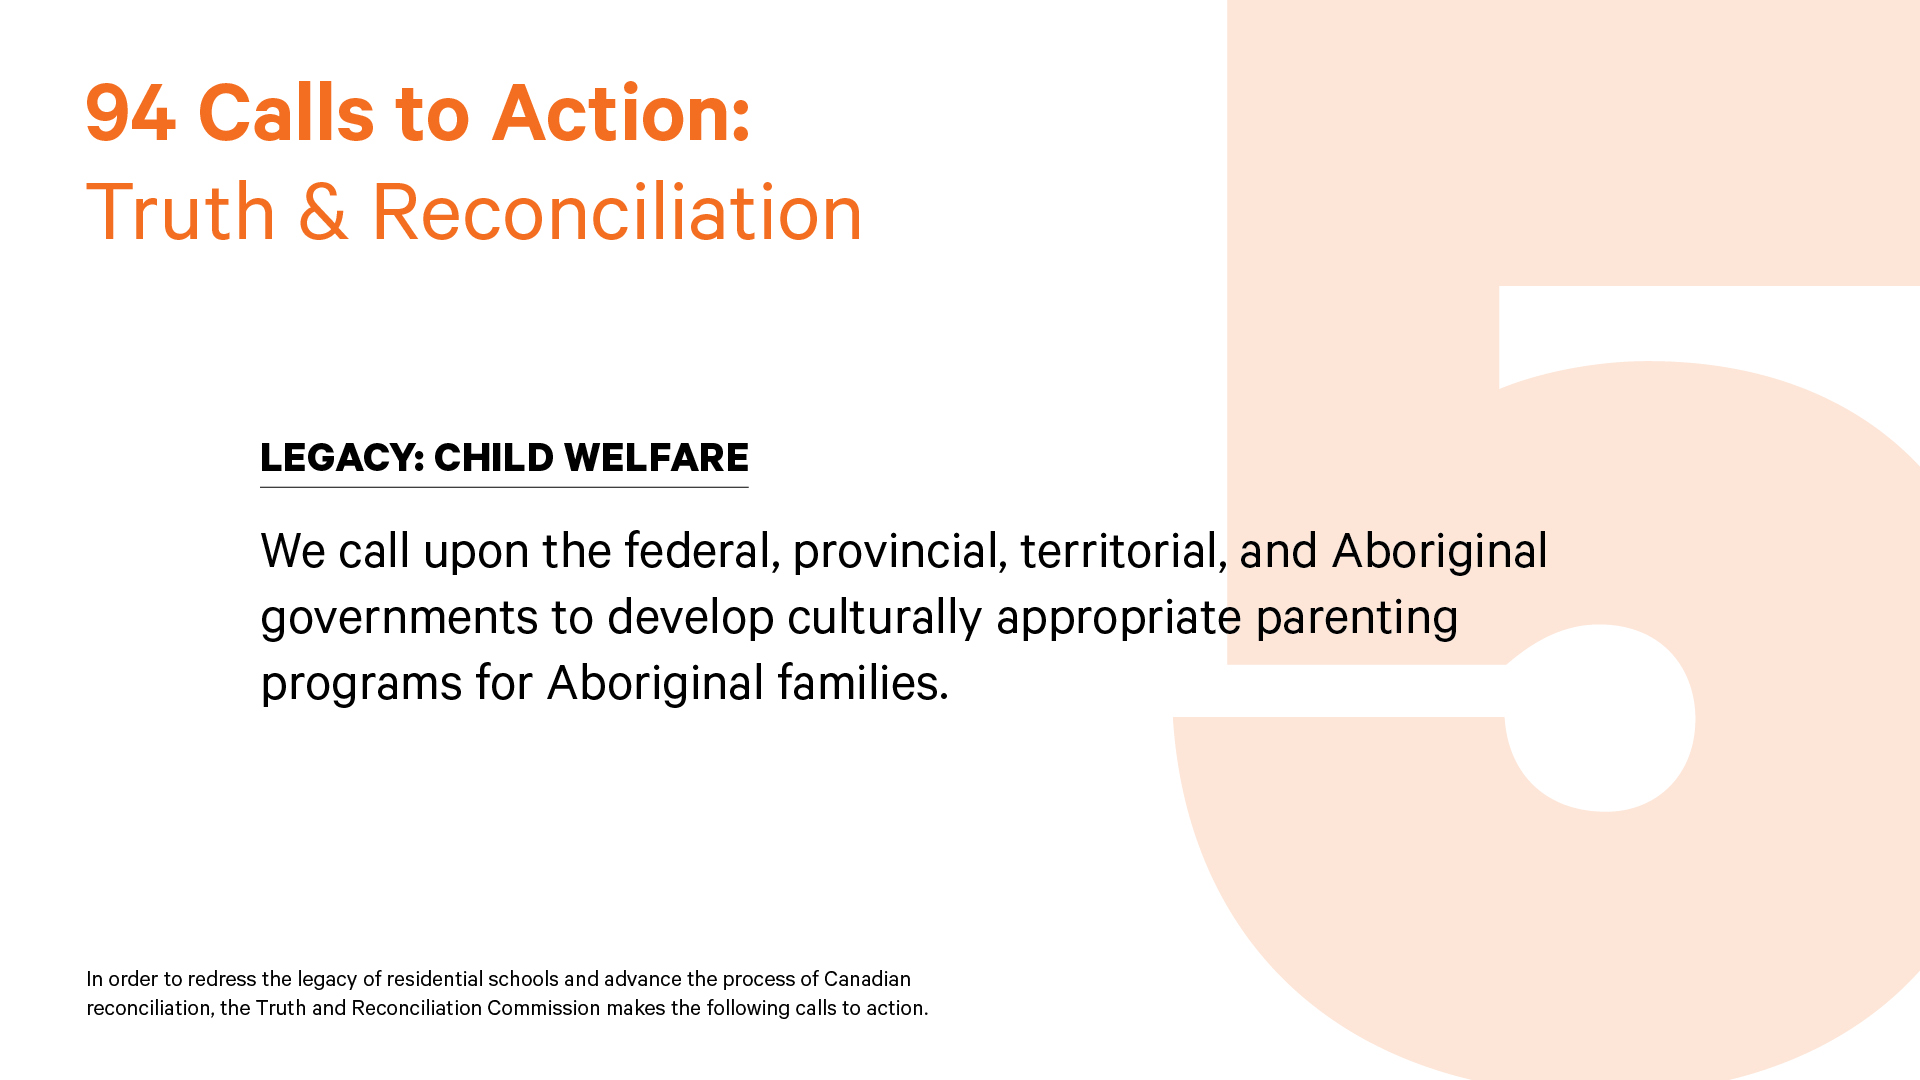 94 Calls to Action:
Truth & Reconciliation
5
LEGACY: CHILD WELFARE
We call upon the federal, provincial, territorial, and Aboriginal
governments to develop culturally appropriate parenting
programs for Aboriginal families.
In order to redress the legacy of residential schools and advance the process of Canadian
reconciliation, the Truth and Reconciliation Commission makes the following calls to action.